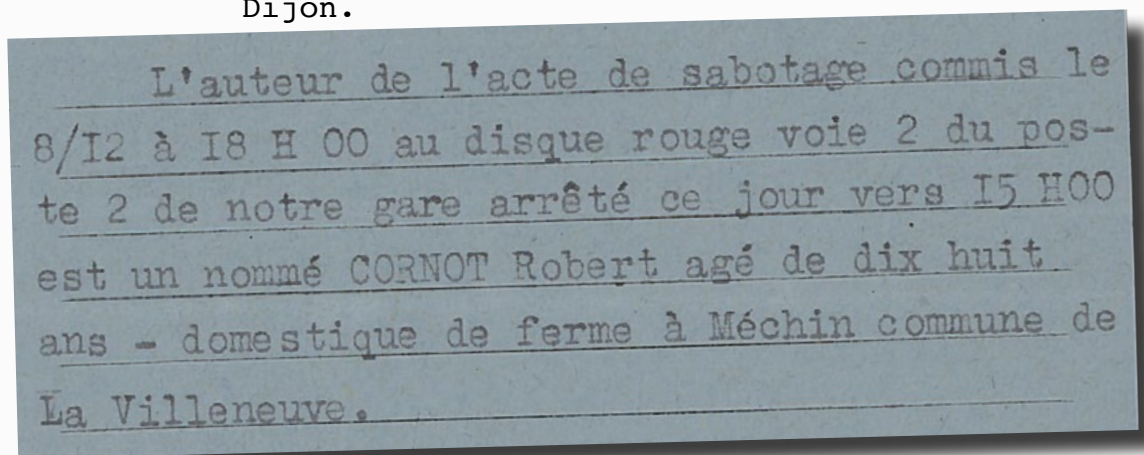 Dijon.
L'auteur de l'acte de sabotage commis le
8/I2 à I8 H 00 au disque rouge voie 2 du pos-
te 2 de notre gare arrêté ce jour vers I5 H00
est un nommé CORNOT Robert agé de dix huit
ans - domestique de ferme à Méchin commune de
La Villeneuve.